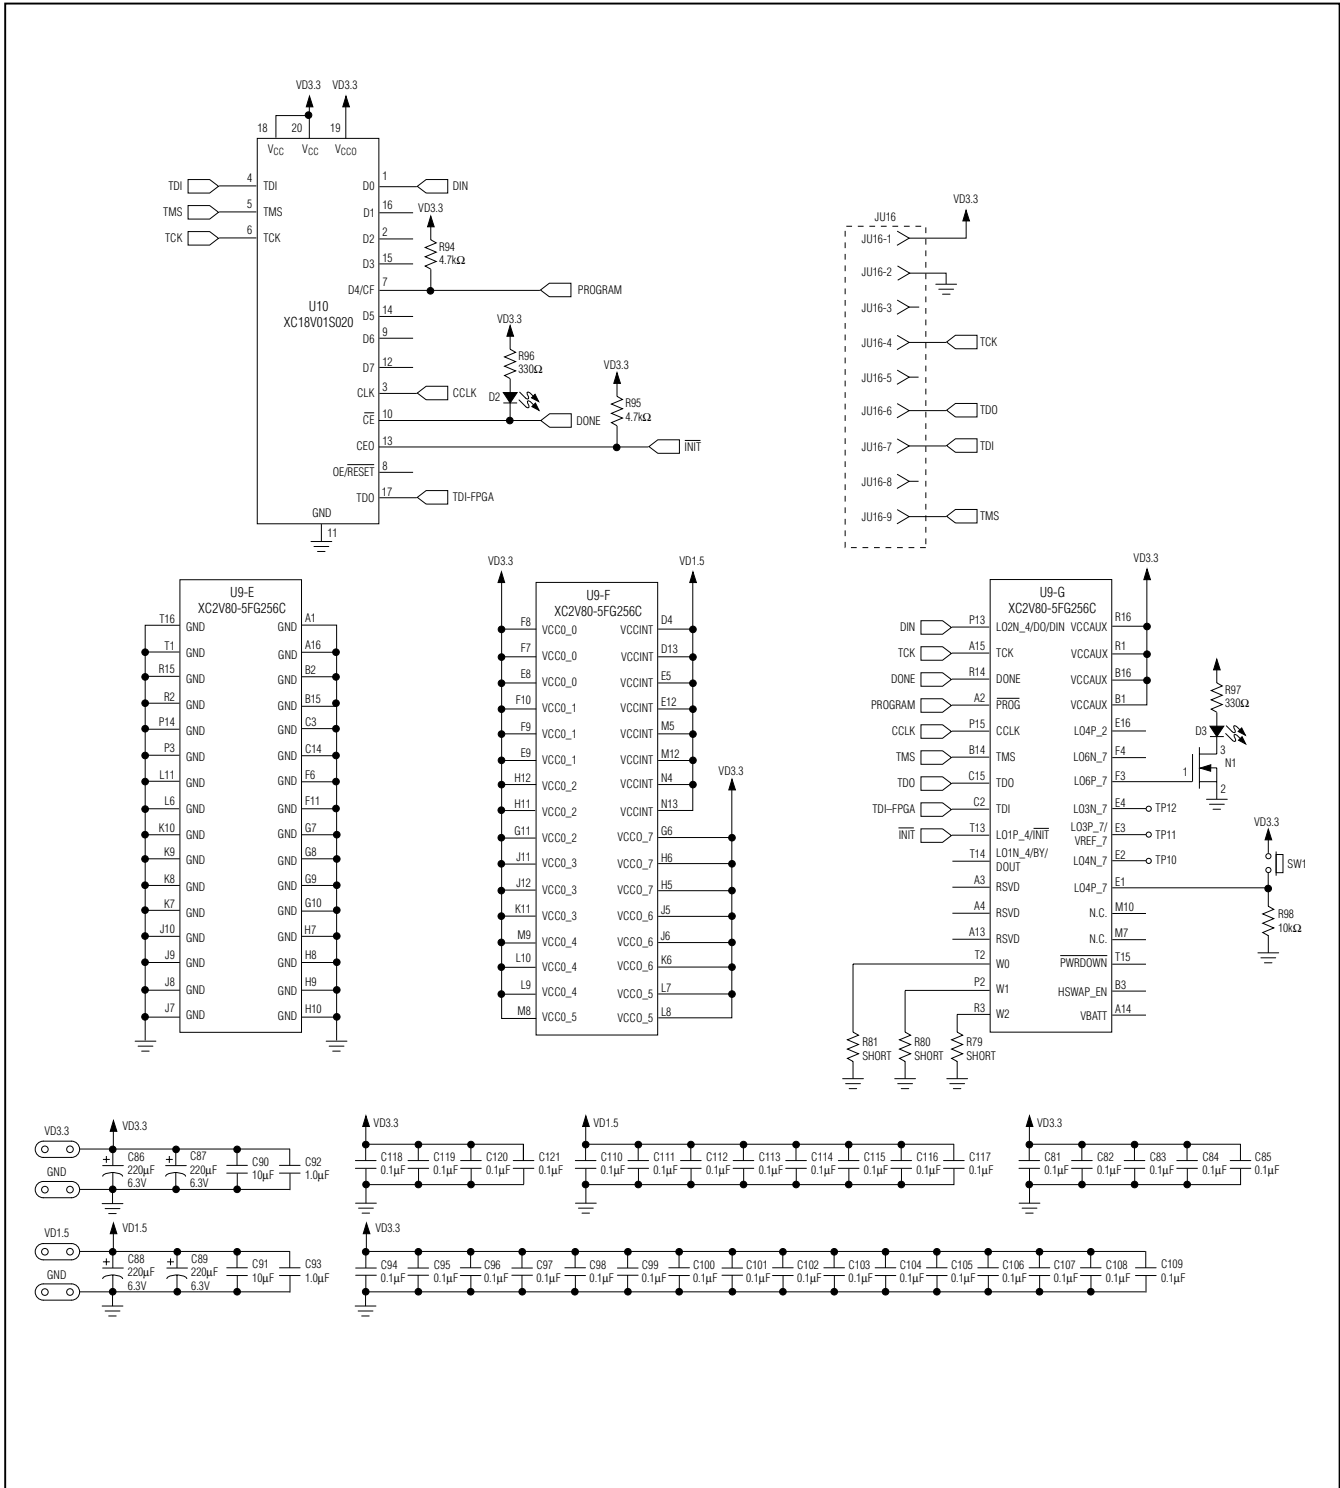 VD3.3 VD3.3
18 20 19
VCC VCC VCCO
TDI 4 TDI
TMS 5 TMS
TCK 6 TCK
U10
XC18V01S020
D0 1 DIN
D1 16
D2 2
D3 15
VD3.3
R94
4.7kΩ
D4/CF 7 PROGRAM
D5 14
D6 9
D7 12
CLK 3 CCLK
VD3.3
R96
330Ω
D2
CE 10 DONE
VD3.3
R95
4.7kΩ
CEO 13 INIT
OE/RESET 8
TDO 17 TDI-FPGA
GND
11
JU16
VD3.3
JU16-1
JU16-2
JU16-3
JU16-4 TCK
JU16-5
JU16-6 TDO
JU16-7 TDI
JU16-8
JU16-9 TMS
U9-E
XC2V80-5FG256C
T16 GND GND A1
T1 GND GND A16
R15 GND GND B2
R2 GND GND B15
P14 GND GND C3
P3 GND GND C14
L11 GND GND F6
L6 GND GND F11
K10 GND GND G7
K9 GND GND G8
K8 GND GND G9
K7 GND GND G10
J10 GND GND H7
J9 GND GND H8
J8 GND GND H9
J7 GND GND H10
VD3.3 VD1.5
U9-F
XC2V80-5FG256C
F8 VCC0_0 VCCINT D4
F7 VCC0_0 VCCINT D13
E8 VCC0_0 VCCINT E5
F10 VCC0_1 VCCINT E12
F9 VCC0_1 VCCINT M5
E9 VCC0_1 VCCINT M12
H12 VCC0_2 VCCINT N4
H11 VCC0_2 VCCINT N13
VD3.3
G11 VCC0_2 VCCO_7 G6
J11 VCC0_3 VCCO_7 H6
J12 VCC0_3 VCCO_7 H5
K11 VCC0_3 VCCO_6 J5
M9 VCC0_4 VCCO_6 J6
L10 VCC0_4 VCCO_6 K6
L9 VCC0_4 VCCO_5 L7
M8 VCC0_5 VCCO_5 L8
VD3.3
U9-G
XC2V80-5FG256C
DIN P13 LO2N_4/DO/DIN VCCAUX R16
TCK A15 TCK VCCAUX R1
DONE R14 DONE VCCAUX B16
PROGRAM A2 PROG VCCAUX B1
CCLK P15 CCLK LO4P_2 E16
TMS B14 TMS LO6N_7 F4
TDO C15 TDO LO6P_7 F3
TDI–FPGA C2 TDI LO3N_7 E4 TP12
INIT T13 LO1P_4/INIT LO3P_7/ VREF_7 E3 TP11
T14 LO1N_4/BY/ DOUT LO4N_7 E2 TP10
A3 RSVD LO4P_7 E1
A4 RSVD N.C. M10
A13 RSVD N.C. M7
T2 W0 PWRDOWN T15
P2 W1 HSWAP_EN B3
R3 W2 VBATT A14
R97
330Ω
D3
3
1 N1
2
VD3.3
SW1
R98
10kΩ
R81
SHORT
R80
SHORT
R79
SHORT
VD3.3 VD3.3
GND
C86
220µF
6.3V
C87
220µF
6.3V
C90
10µF
C92
1.0µF
VD3.3
C118
0.1µF
C119
0.1µF
C120
0.1µF
C121
0.1µF
VD1.5
C110
0.1µF
C111
0.1µF
C112
0.1µF
C113
0.1µF
C114
0.1µF
C115
0.1µF
C116
0.1µF
C117
0.1µF
VD3.3
C81
0.1µF
C82
0.1µF
C83
0.1µF
C84
0.1µF
C85
0.1µF
VD1.5 VD1.5
GND
C88
220µF
6.3V
C89
220µF
6.3V
C91
10µF
C93
1.0µF
VD3.3
C94
0.1µF
C95
0.1µF
C96
0.1µF
C97
0.1µF
C98
0.1µF
C99
0.1µF
C100
0.1µF
C101
0.1µF
C102
0.1µF
C103
0.1µF
C104
0.1µF
C105
0.1µF
C106
0.1µF
C107
0.1µF
C108
0.1µF
C109
0.1µF